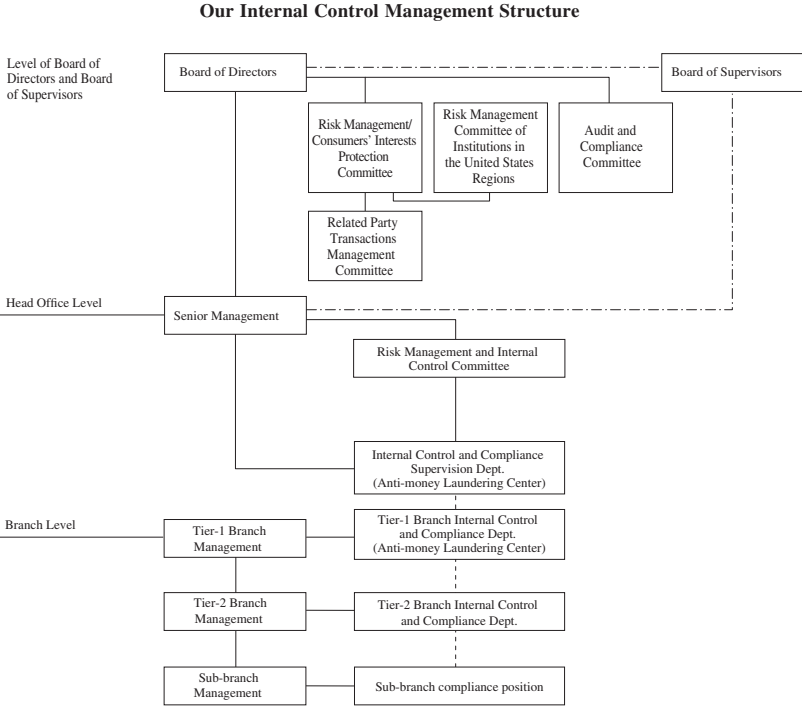 Our Internal Control Management Structure
Level of Board of
Directors and Board
of Supervisors
Board of Directors
Board of Supervisors
Risk Management/
Consumers’ Interests
Protection
Committee
Risk Management
Committee of
Institutions in
the United States
Regions
Audit and
Compliance
Committee
Related Party
Transactions
Management
Committee
Head Office Level
Senior Management
Risk Management and Internal
Control Committee
Internal Control and Compliance
Supervision Dept.
(Anti-money Laundering Center)
Branch Level
Tier-1 Branch
Management
Tier-1 Branch Internal Control
and Compliance Dept.
(Anti-money Laundering Center)
Tier-2 Branch
Management
Tier-2 Branch Internal Control
and Compliance Dept.
Sub-branch
Management
Sub-branch compliance position